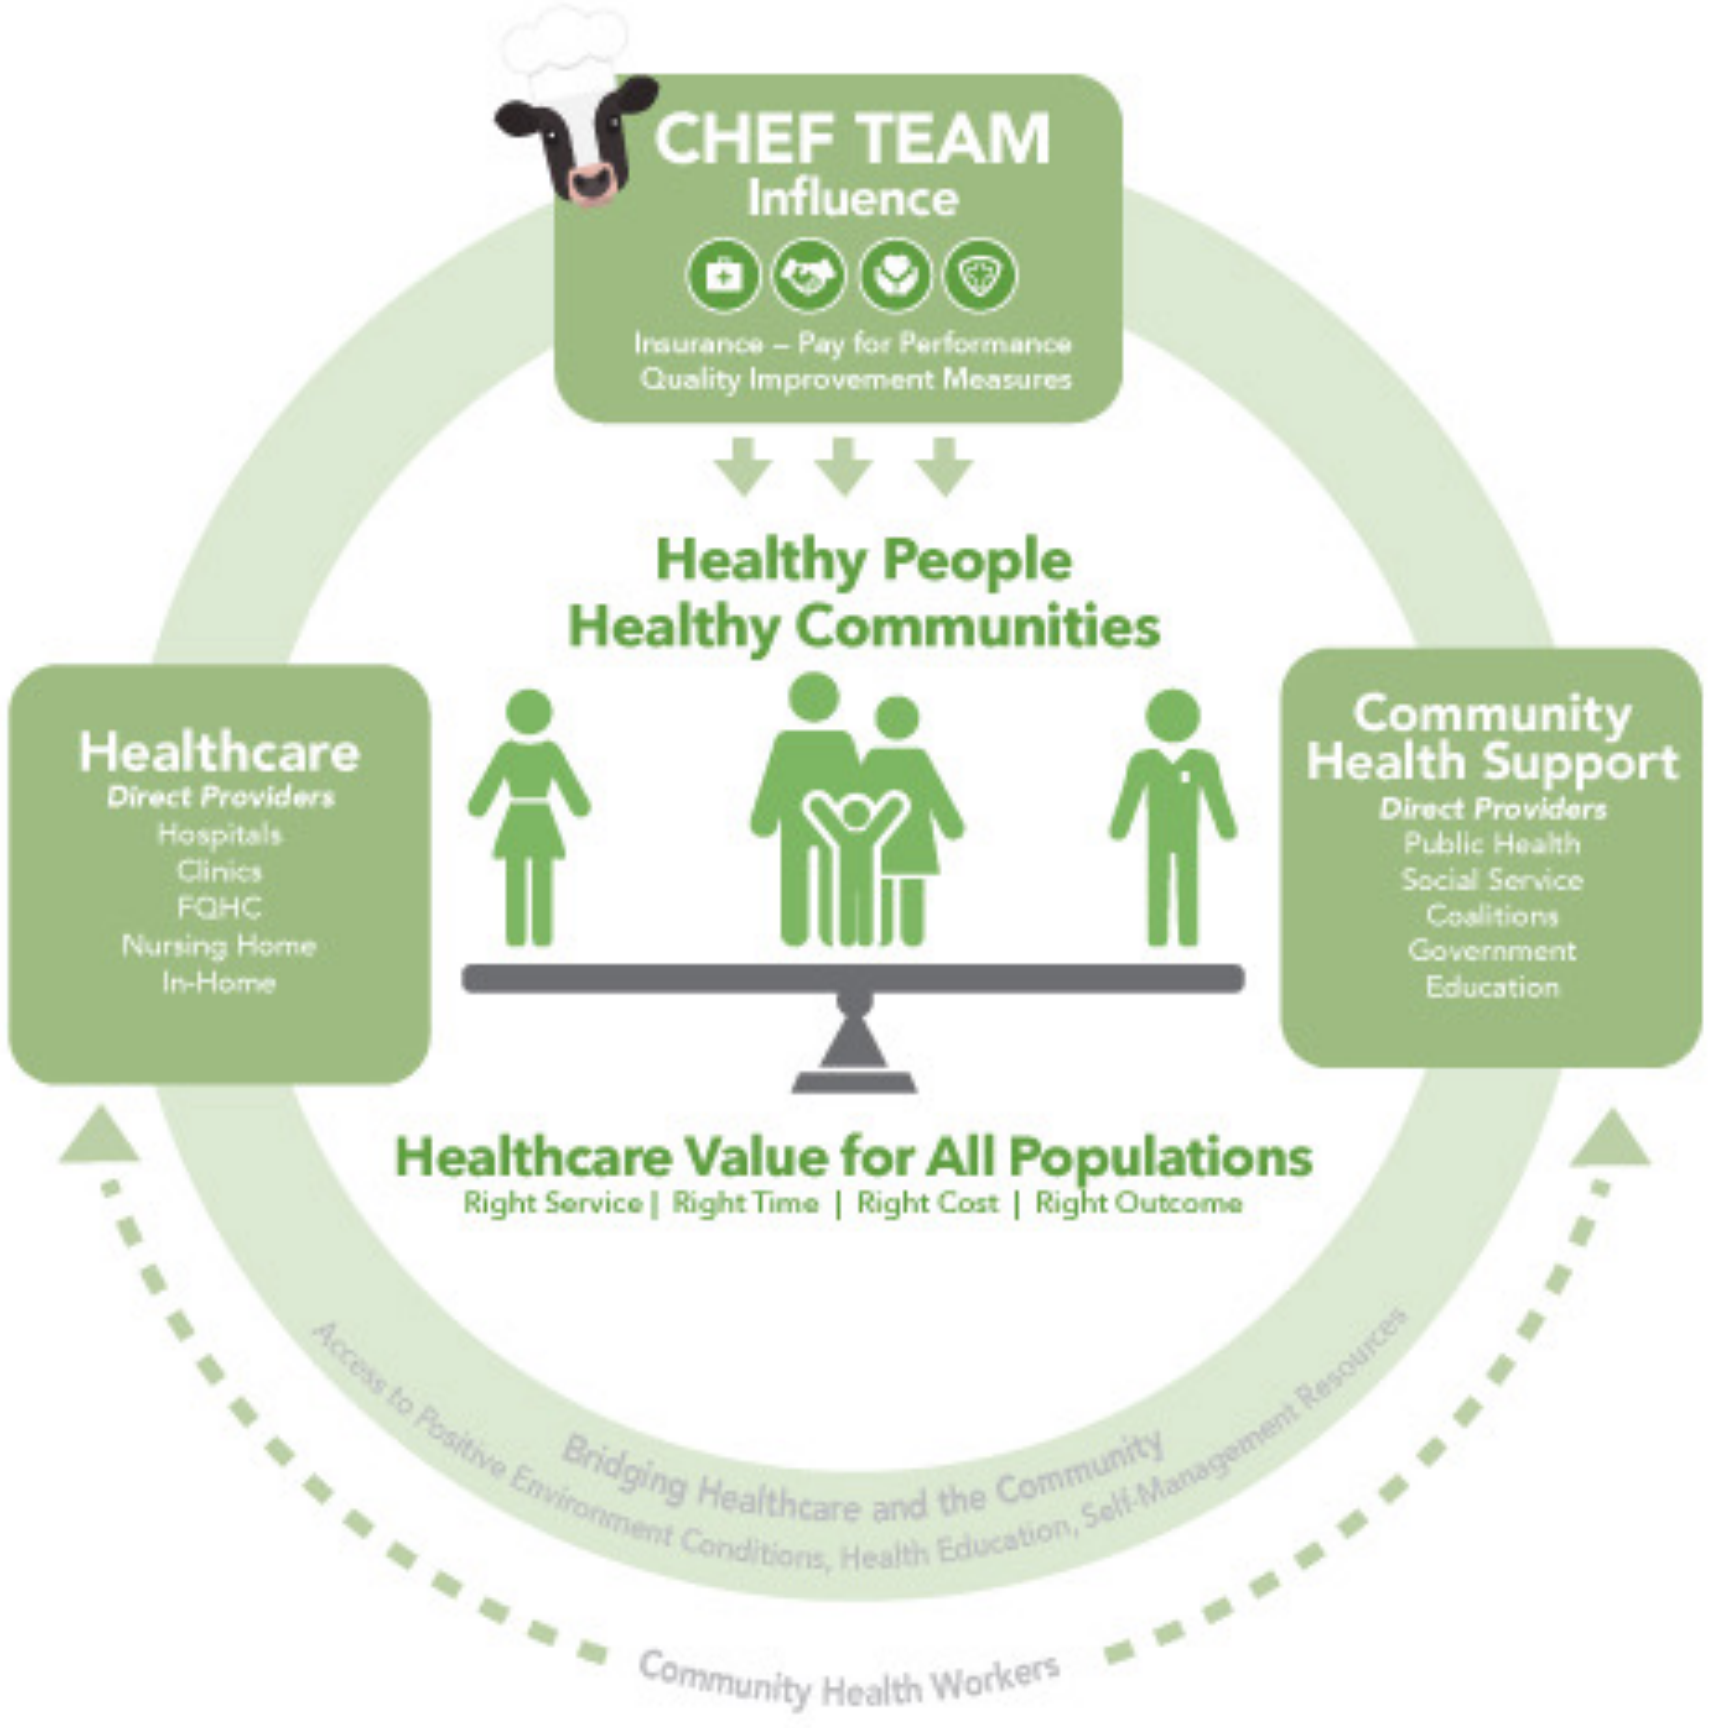 CHEF TEAM
Influence
Insurance – Pay for Performance
Quality Improvement Measures
Healthy People
Healthy Communities
Healthcare
Direct Providers
Hospitals
Clinics
FQHC
Nursing Home
In-Home
Community
Health Support
Direct Providers
Public Health
Social Service
Coalitions
Government
Education
Healthcare Value for All Populations
Right Service | Right Time | Right Cost | Right Outcome
Bridging Healthcare and the Community
Access to Positive Environment Conditions, Health Education, Self-Management Resources
Community Health Workers